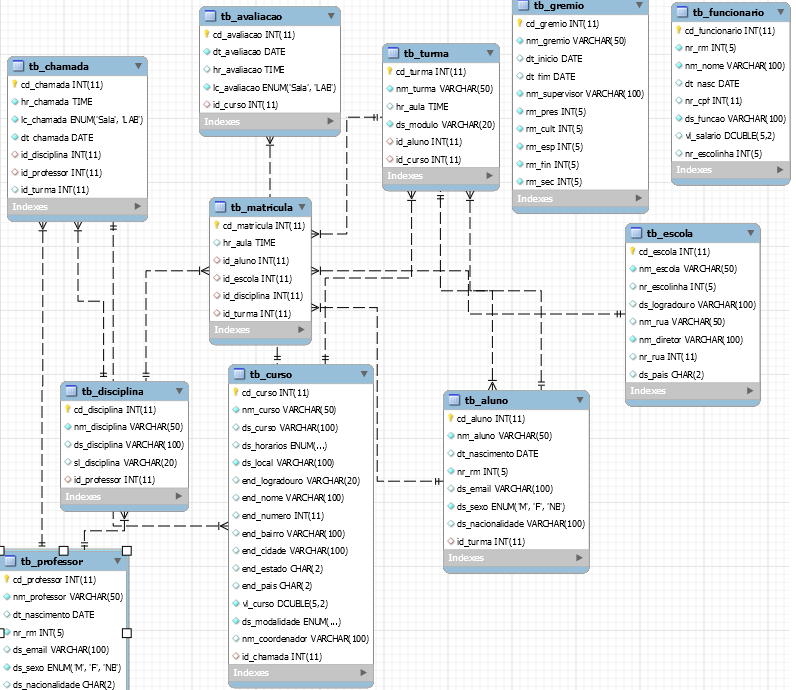 tb_avaliacao
cd_avaliacao INT(11)
dt_avaliacao DATE
hr_avaliacao TIME
lc_avaliacao ENUM('Sala', 'LAB')
id_curso INT(11)
Indexes
tb_gremio
cd_gremio INT(11)
nm_gremio VARCHAR(50)
dt_inicio DATE
dt_fim DATE
nm_supervisor VARCHAR(100)
rm_pres INT(5)
rm_cult INT(5)
rm_esp INT(5)
rm_fin INT(5)
rm_sec INT(5)
Indexes
tb_funcionario
cd_funcionario INT(11)
nr_rm INT(5)
nm_nome VARCHAR(100)
dt_nasc DATE
nr_cpf INT(11)
ds_funcao VARCHAR(100)
vl_salario DOUBLE(5,2)
nr_escolinha INT(5)
Indexes
tb_chamada
cd_chamada INT(11)
hr_chamada TIME
lc_chamada ENUM('Sala', 'LAB')
dt_chamada DATE
id_disciplina INT(11)
id_professor INT(11)
id_turma INT(11)
Indexes
tb_turma
cd_turma INT(11)
nm_turma VARCHAR(50)
hr_aula TIME
ds_modulo VARCHAR(20)
id_aluno INT(11)
id_curso INT(11)
Indexes
tb_matricula
cd_matricula INT(11)
hr_aula TIME
id_aluno INT(11)
id_escola INT(11)
id_disciplina INT(11)
id_turma INT(11)
Indexes
tb_escola
cd_escola INT(11)
nm_escola VARCHAR(50)
nr_escolinha INT(5)
ds_logradouro VARCHAR(100)
nm_rua VARCHAR(50)
nm_diretor VARCHAR(100)
nr_rua INT(11)
ds_pais CHAR(2)
Indexes
tb_disciplina
cd_disciplina INT(11)
nm_disciplina VARCHAR(50)
ds_disciplina VARCHAR(100)
sl_disciplina VARCHAR(20)
id_professor INT(11)
Indexes
tb_curso
cd_curso INT(11)
nm_curso VARCHAR(50)
ds_curso VARCHAR(100)
ds_horarios ENUM(...)
ds_local VARCHAR(100)
end_logradouro VARCHAR(20)
end_nome VARCHAR(100)
end_numero INT(11)
end_bairro VARCHAR(100)
end_cidade VARCHAR(100)
end_estado CHAR(2)
end_pais CHAR(2)
vl_curso DOUBLE(5,2)
ds_modalidade ENUM(...)
nm_coordenador VARCHAR(100)
id_chamada INT(11)
Indexes
tb_aluno
cd_aluno INT(11)
nm_aluno VARCHAR(50)
dt_nascimento DATE
nr_rm INT(5)
ds_email VARCHAR(100)
ds_sexo ENUM('M', 'F', 'NB')
ds_nacionalidade VARCHAR(100)
id_turma INT(11)
Indexes
tb_professor
cd_professor INT(11)
nm_professor VARCHAR(50)
dt_nascimento DATE
nr_rm INT(5)
ds_email VARCHAR(100)
ds_sexo ENUM('M', 'F', 'NB')
ds_nacionalidade CHAR(2)